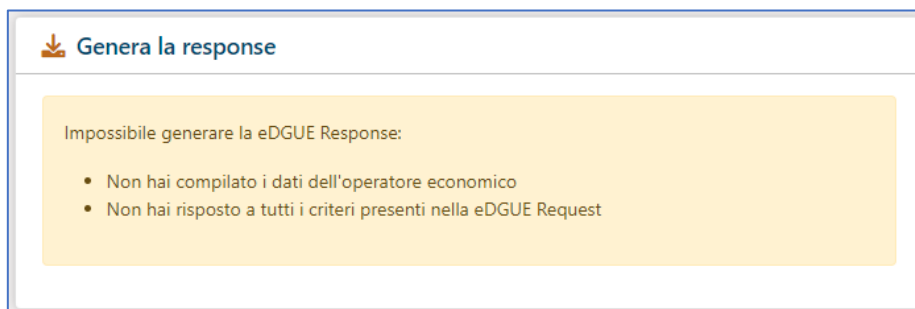 Genera la response
Impossibile generare la eDGUE Response:
Non hai compilato i dati dell'operatore economico
Non hai risposto a tutti i criteri presenti nella eDGUE Request